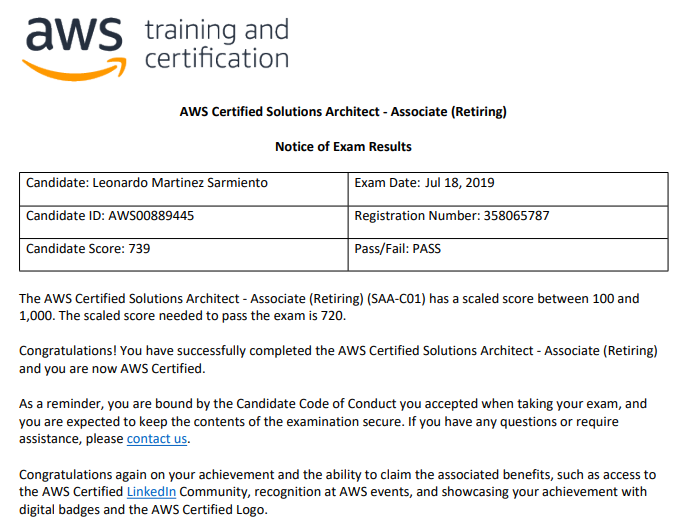 aws training and
certification
AWS Certified Solutions Architect - Associate (Retiring)
Notice of Exam Results
Candidate: Leonardo Martinez Sarmiento
Exam Date: Jul 18, 2019
Candidate ID: AWS00889445
Registration Number: 358065787
Candidate Score: 739
Pass/Fail: PASS
The AWS Certified Solutions Architect - Associate (Retiring) (SAA-C01) has a scaled score between 100 and
1,000. The scaled score needed to pass the exam is 720.
Congratulations! You have successfully completed the AWS Certified Solutions Architect - Associate (Retiring)
and you are now AWS Certified.
As a reminder, you are bound by the Candidate Code of Conduct you accepted when taking your exam, and
you are expected to keep the contents of the examination secure. If you have any questions or require
assistance, please contact us.
Congratulations again on your achievement and the ability to claim the associated benefits, such as access to
the AWS Certified LinkedIn Community, recognition at AWS events, and showcasing your achievement with
digital badges and the AWS Certified Logo.